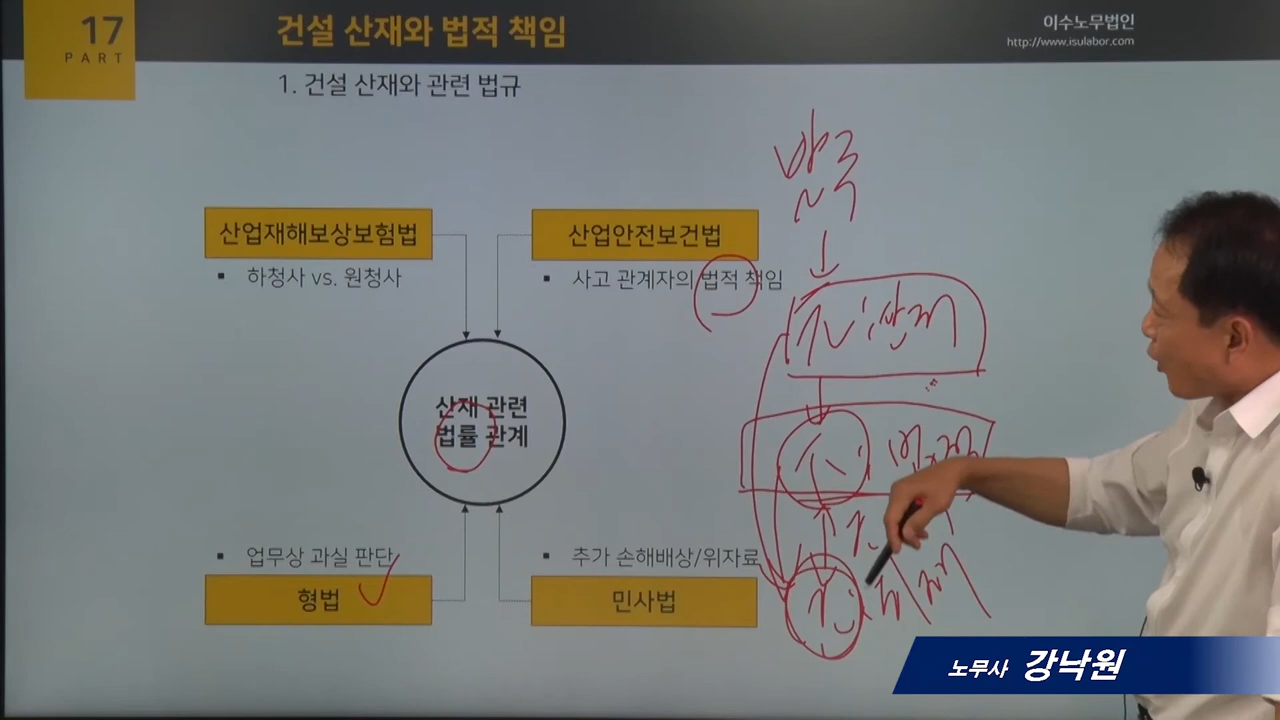 17
PART
건설 산재와 법적 책임
이수노무법인
http://www.isulabor.com
1. 건설 산재와 관련 법규
산업재해보상보험법
▪ 하청사 vs. 원청사
산업안전보건법
▪ 사고 관계자의 법적 책임
산재 관련
법률 관계
▪ 업무상 과실 판단
형법
▪ 추가 손해배상/위자료
민사법
노무사 강낙원